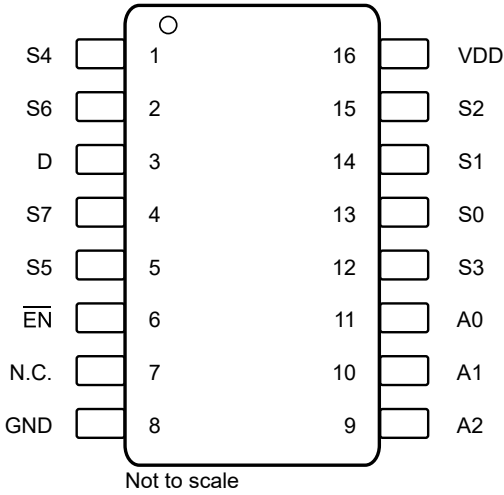 S4 1 16 VDD
S6 2 15 S2
D 3 14 S1
S7 4 13 S0
S5 5 12 S3
EN 6 11 A0
N.C. 7 10 A1
GND 8 9 A2
Not to scale